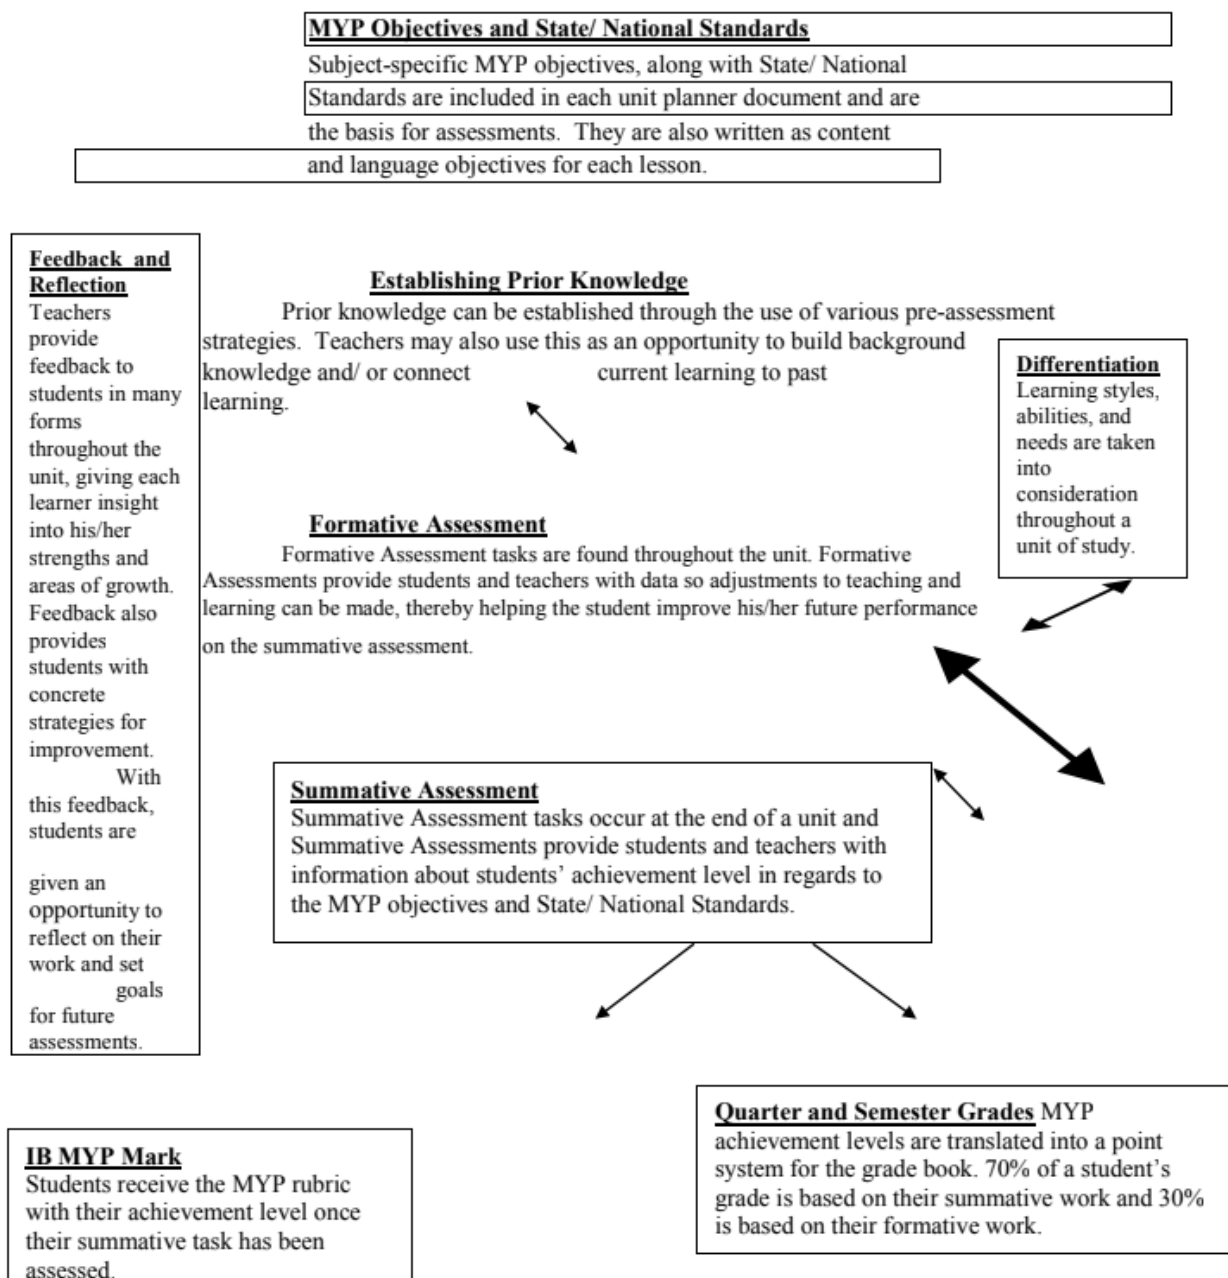 MYP Objectives and State/ National Standards
Subject-specific MYP objectives, along with State/ National
Standards are included in each unit planner document and are
the basis for assessments. They are also written as content
and language objectives for each lesson.
Feedback and
Reflection
Teachers
provide
feedback to
students in many
forms
throughout the
unit, giving each
learner insight
into his/her
strengths and
areas of growth.
Feedback also
provides
students with
concrete
strategies for
improvement.
With
this feedback,
students are
given an
opportunity to
reflect on their
work and set
goals
for future
assessments.
Establishing Prior Knowledge
Prior knowledge can be established through the use of various pre-assessment
strategies. Teachers may also use this as an opportunity to build background
knowledge and/ or connect current learning to past
learning.
Differentiation
Learning styles,
abilities, and
needs are taken
into
consideration
throughout a
unit of study.
Formative Assessment
Formative Assessment tasks are found throughout the unit. Formative
Assessments provide students and teachers with data so adjustments to teaching and
learning can be made, thereby helping the student improve his/her future performance
on the summative assessment.
Summative Assessment
Summative Assessment tasks occur at the end of a unit and
Summative Assessments provide students and teachers with
information about students’ achievement level in regards to
the MYP objectives and State/ National Standards.
IB MYP Mark
Students receive the MYP rubric
with their achievement level once
their summative task has been
assessed.
Quarter and Semester Grades MYP
achievement levels are translated into a point
system for the grade book. 70% of a student’s
grade is based on their summative work and 30%
is based on their formative work.